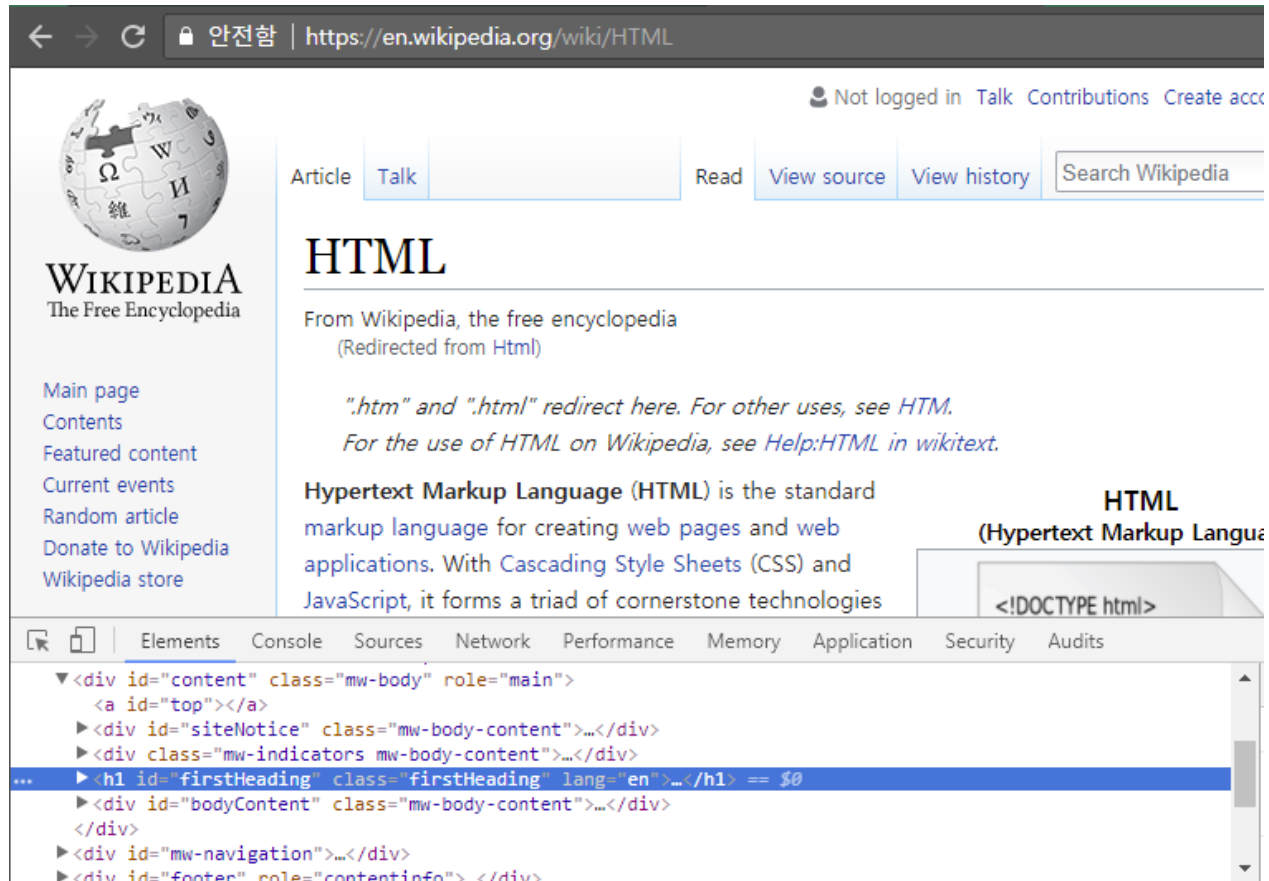 안전함 | https://en.wikipedia.org/wiki/HTML
Not logged in Talk Contributions Create acco
Article Talk Read View source View history Search Wikipedia
WIKIPEDIA
The Free Encyclopedia
Main page
Contents
Featured content
Current events
Random article
Donate to Wikipedia
Wikipedia store
HTML
From Wikipedia, the free encyclopedia
(Redirected from Html)
".htm" and ".html" redirect here. For other uses, see HTM.
For the use of HTML on Wikipedia, see Help:HTML in wikitext.
Hypertext Markup Language (HTML) is the standard
markup language for creating web pages and web
applications. With Cascading Style Sheets (CSS) and
JavaScript, it forms a triad of cornerstone technologies
HTML
(Hypertext Markup Langua
<!DOCTYPE html>
Elements Console Sources Network Performance Memory Application Security Audits
▼<div id="content" class="mw-body" role="main">
<a id="top"></a>
▶<div id="siteNotice" class="mw-body-content">…</div>
▶<div class="mw-indicators mw-body-content">…</div>
... ▶<h1 id="firstHeading" class="firstHeading" lang="en">…</h1> == $0
▶<div id="bodyContent" class="mw-body-content">…</div>
</div>
▶<div id="mw-navigation">…</div>
▶<div id="footer" role="contentinfo">…</div>